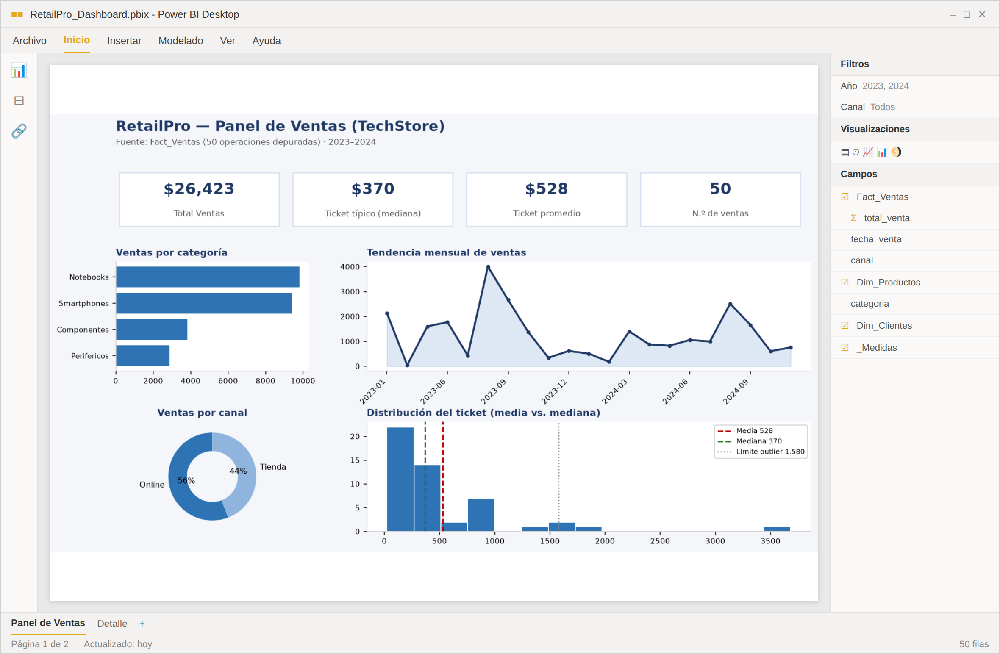 RetailPro_Dashboard.pbix - Power BI Desktop
Archivo Inicio Insertar Modelado Ver Ayuda
RetailPro — Panel de Ventas (TechStore)
Fuente: Fact_Ventas (50 operaciones depuradas) · 2023–2024
$26,423
Total Ventas
$370
Ticket típico (mediana)
$528
Ticket promedio
50
N.º de ventas
Ventas por categoría
Notebooks
Smartphones
Componentes
Perifericos
0 2000 4000 6000 8000 10000
Tendencia mensual de ventas
4000
3000
2000
1000
0
2023-01 2023-06 2023-09 2023-12 2024-03 2024-06 2024-09
Ventas por canal
Online
56%
44%
Tienda
Distribución del ticket (media vs. mediana)
20
15
10
5
0
0 500 1000 1500 2000 2500 3000 3500
Media 528
Mediana 370
Límite outlier 1.580
Filtros
Año 2023, 2024
Canal Todos
Visualizaciones
Campos
Fact_Ventas
Σ total_venta
fecha_venta
canal
Dim_Productos
categoria
Dim_Clientes
_Medidas
Panel de Ventas Detalle +
Página 1 de 2 Actualizado: hoy
50 filas